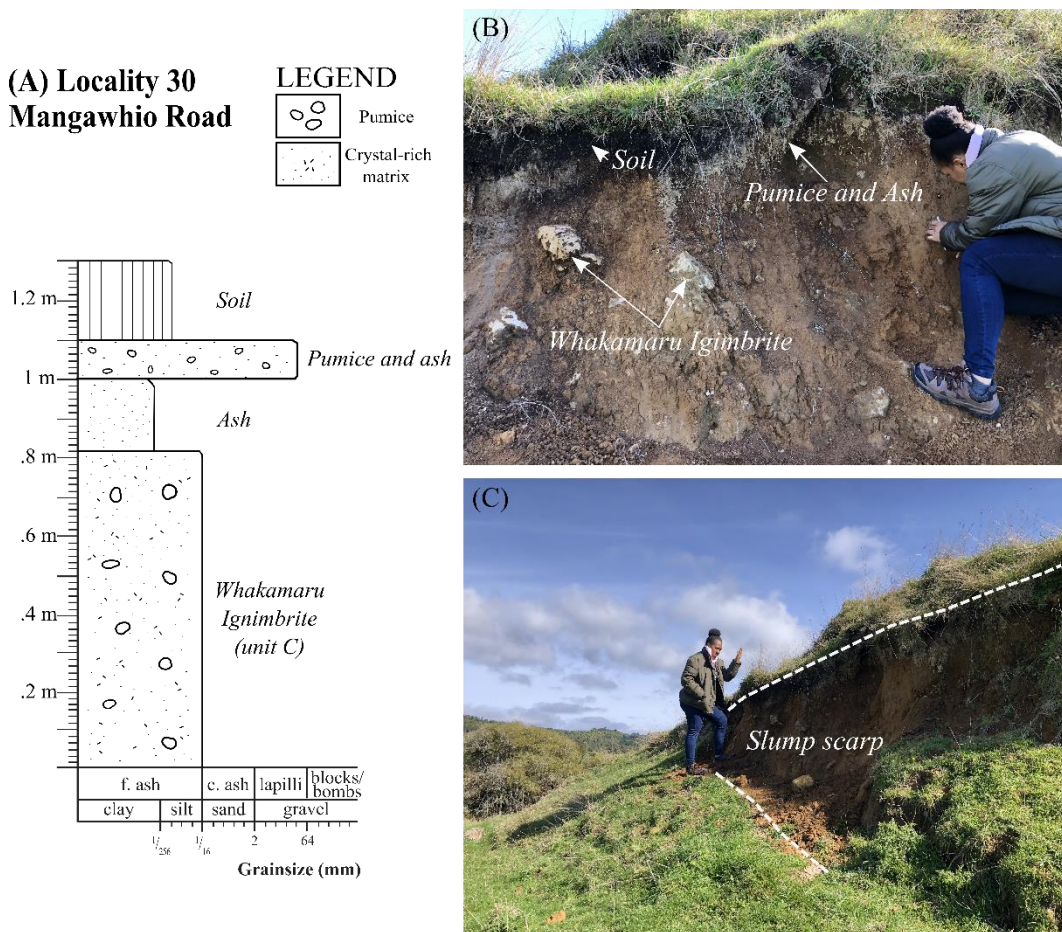 (A) Locality 30
Mangawhio Road
LEGEND
Pumice
Crystal-rich
matrix
1.2 m
Soil
Pumice and ash
1 m
Ash
.8 m
.6 m
Whakamaru
Ignimbrite
(unit C)
.4 m
.2 m
f. ash
c. ash
lapilli
blocks/
bombs
clay
silt
sand
gravel
1/256
1/16
2
64
Grainsize (mm)
(B)
Soil
Pumice and Ash
Whakamaru Igimbrite
(C)
Slump scarp